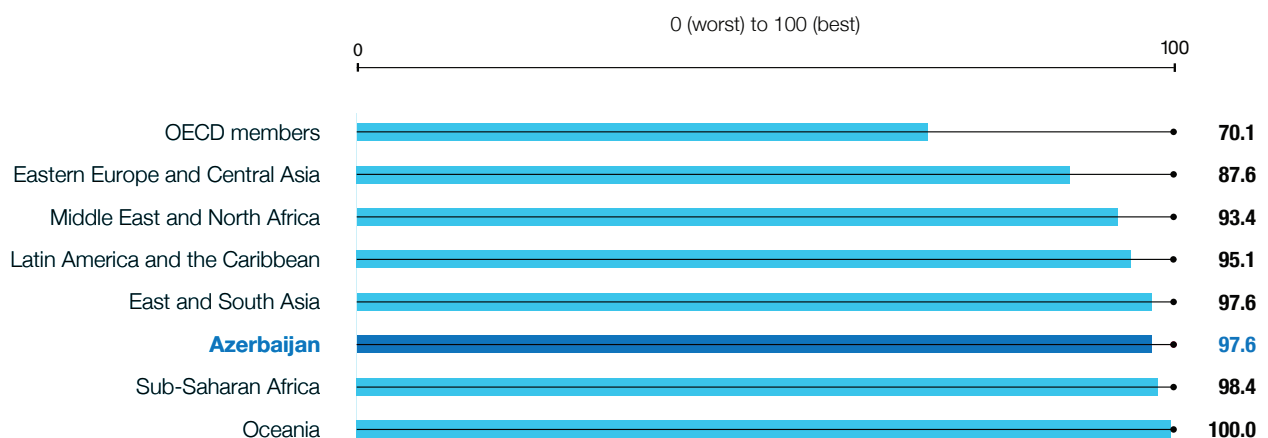 0 (worst) to 100 (best)
0 100
OECD members 70.1
Eastern Europe and Central Asia 87.6
Middle East and North Africa 93.4
Latin America and the Caribbean 95.1
East and South Asia 97.6
Azerbaijan 97.6
Sub-Saharan Africa 98.4
Oceania 100.0